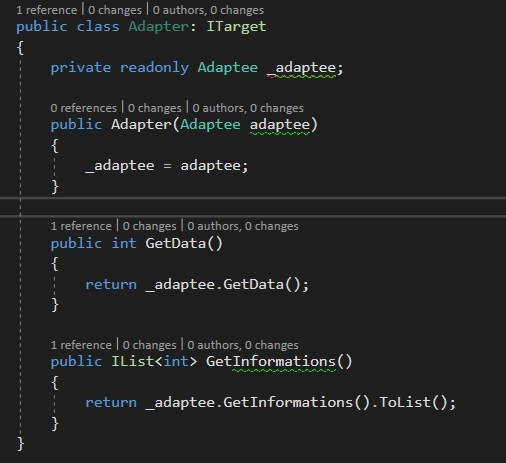 1 reference | 0 changes | 0 authors, 0 changes
public class Adapter: ITarget
{
private readonly Adaptee _adaptee;
0 references | 0 changes | 0 authors, 0 changes
public Adapter(Adaptee adaptee)
{
_adaptee = adaptee;
}
1 reference | 0 changes | 0 authors, 0 changes
public int GetData()
{
return _adaptee.GetData();
}
1 reference | 0 changes | 0 authors, 0 changes
public IList<int> GetInformations()
{
return _adaptee.GetInformations().ToList();
}
}